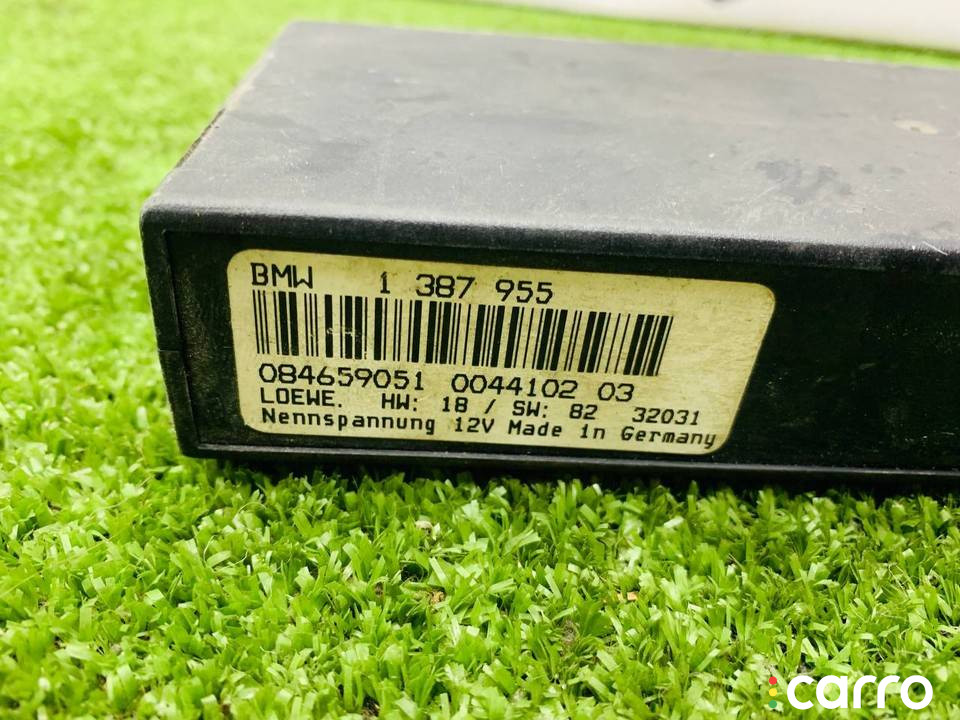 BMW 1 387 955
084659051 0044102 03
LOEWE. HW: 18 / SW: 82 32031
Nennspannung 12V Made in Germany
carro